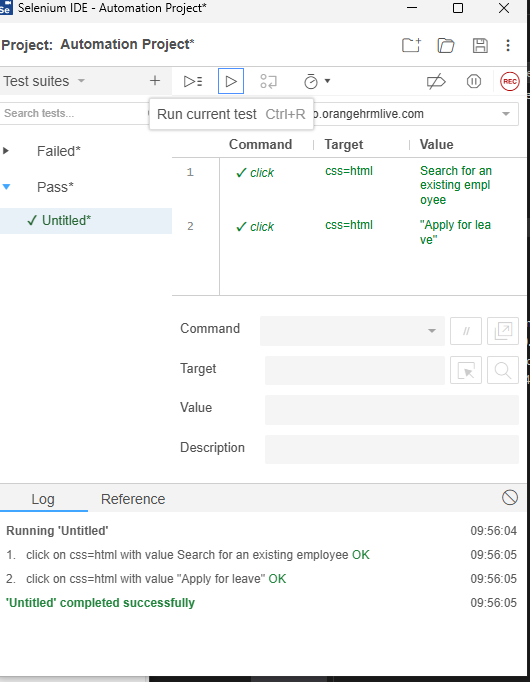 Se Selenium IDE - Automation Project*
Project: Automation Project*
Test suites
REC
Search tests...
Run current test Ctrl+R
o.orangehrmlive.com
Failed*
Pass*
✓ Untitled*
Command Target Value
1 ✓ click css=html Search for an
existing empl
oyee
2 ✓ click css=html "Apply for lea
ve"
Command
//
Target
Value
Description
Log Reference
Running 'Untitled' 09:56:04
1. click on css=html with value Search for an existing employee OK 09:56:05
2. click on css=html with value "Apply for leave" OK 09:56:05
'Untitled' completed successfully 09:56:05